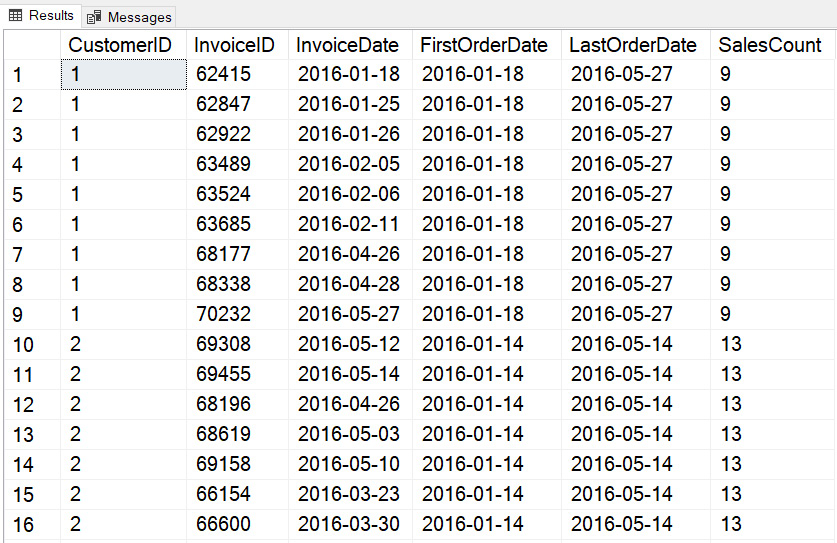 Results Messages
CustomerID InvoiceID InvoiceDate FirstOrderDate LastOrderDate SalesCount
1 1 62415 2016-01-18 2016-01-18 2016-05-27 9
2 1 62847 2016-01-25 2016-01-18 2016-05-27 9
3 1 62922 2016-01-26 2016-01-18 2016-05-27 9
4 1 63489 2016-02-05 2016-01-18 2016-05-27 9
5 1 63524 2016-02-06 2016-01-18 2016-05-27 9
6 1 63685 2016-02-11 2016-01-18 2016-05-27 9
7 1 68177 2016-04-26 2016-01-18 2016-05-27 9
8 1 68338 2016-04-28 2016-01-18 2016-05-27 9
9 1 70232 2016-05-27 2016-01-18 2016-05-27 9
10 2 69308 2016-05-12 2016-01-14 2016-05-14 13
11 2 69455 2016-05-14 2016-01-14 2016-05-14 13
12 2 68196 2016-04-26 2016-01-14 2016-05-14 13
13 2 68619 2016-05-03 2016-01-14 2016-05-14 13
14 2 69158 2016-05-10 2016-01-14 2016-05-14 13
15 2 66154 2016-03-23 2016-01-14 2016-05-14 13
16 2 66600 2016-03-30 2016-01-14 2016-05-14 13